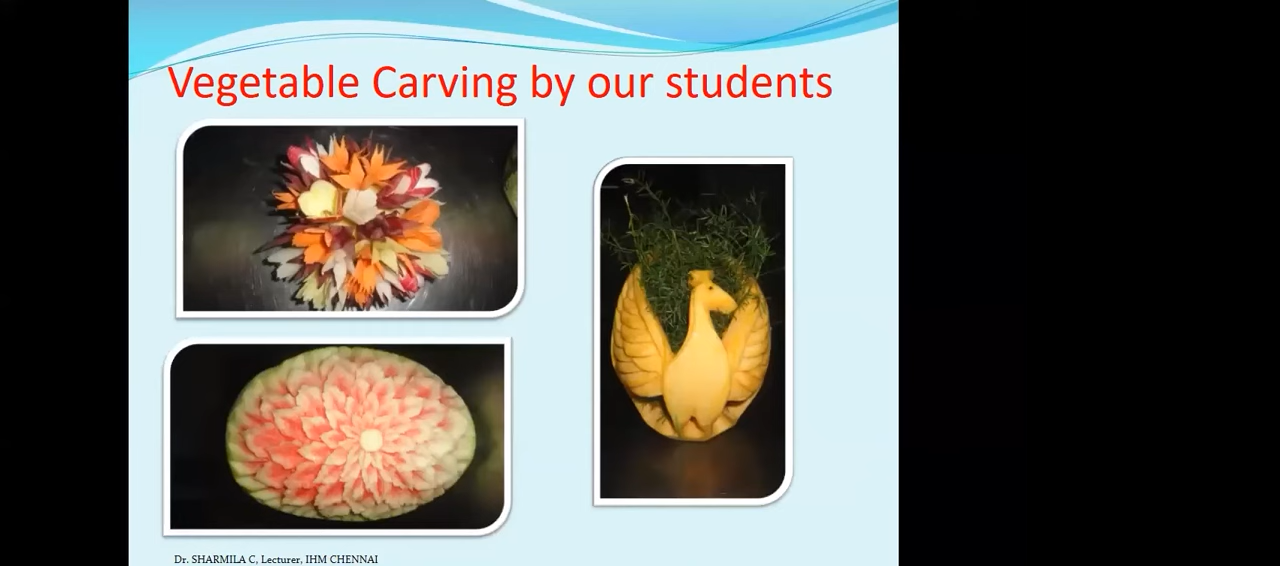 Vegetable Carving by our students
Dr. SHARMILA C, Lecturer, IHM CHENNAI